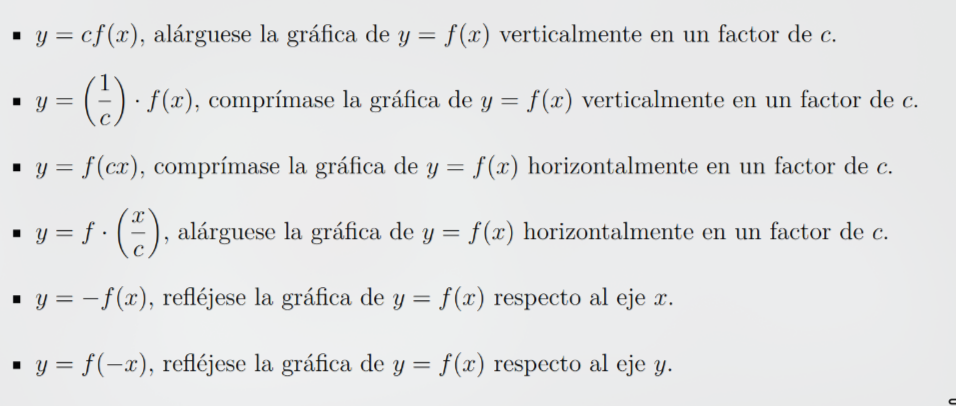 ▪ y = cf(x), alárguese la gráfica de y = f(x) verticalmente en un factor de c.
▪ y = (1/c) · f(x), comprímase la gráfica de y = f(x) verticalmente en un factor de c.
▪ y = f(cx), comprímase la gráfica de y = f(x) horizontalmente en un factor de c.
▪ y = f · (x/c), alárguese la gráfica de y = f(x) horizontalmente en un factor de c.
▪ y = −f(x), refléjese la gráfica de y = f(x) respecto al eje x.
▪ y = f(−x), refléjese la gráfica de y = f(x) respecto al eje y.